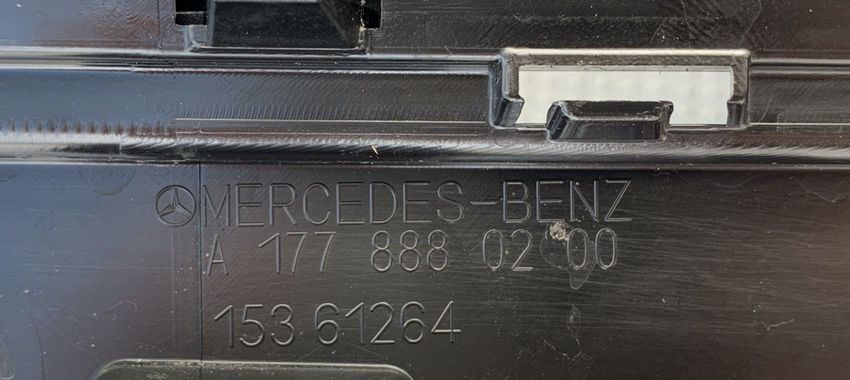 MERCEDES-BENZ
A 177 888 02 00
153 61264